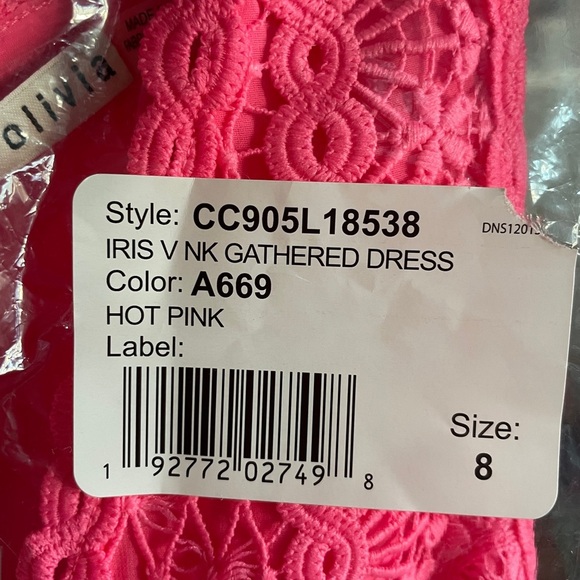 olivia
MADE
Style: CC905L18538
DNS1201
IRIS V NK GATHERED DRESS
Color: A669
HOT PINK
Label:
1 92772 02749 8
Size:
8